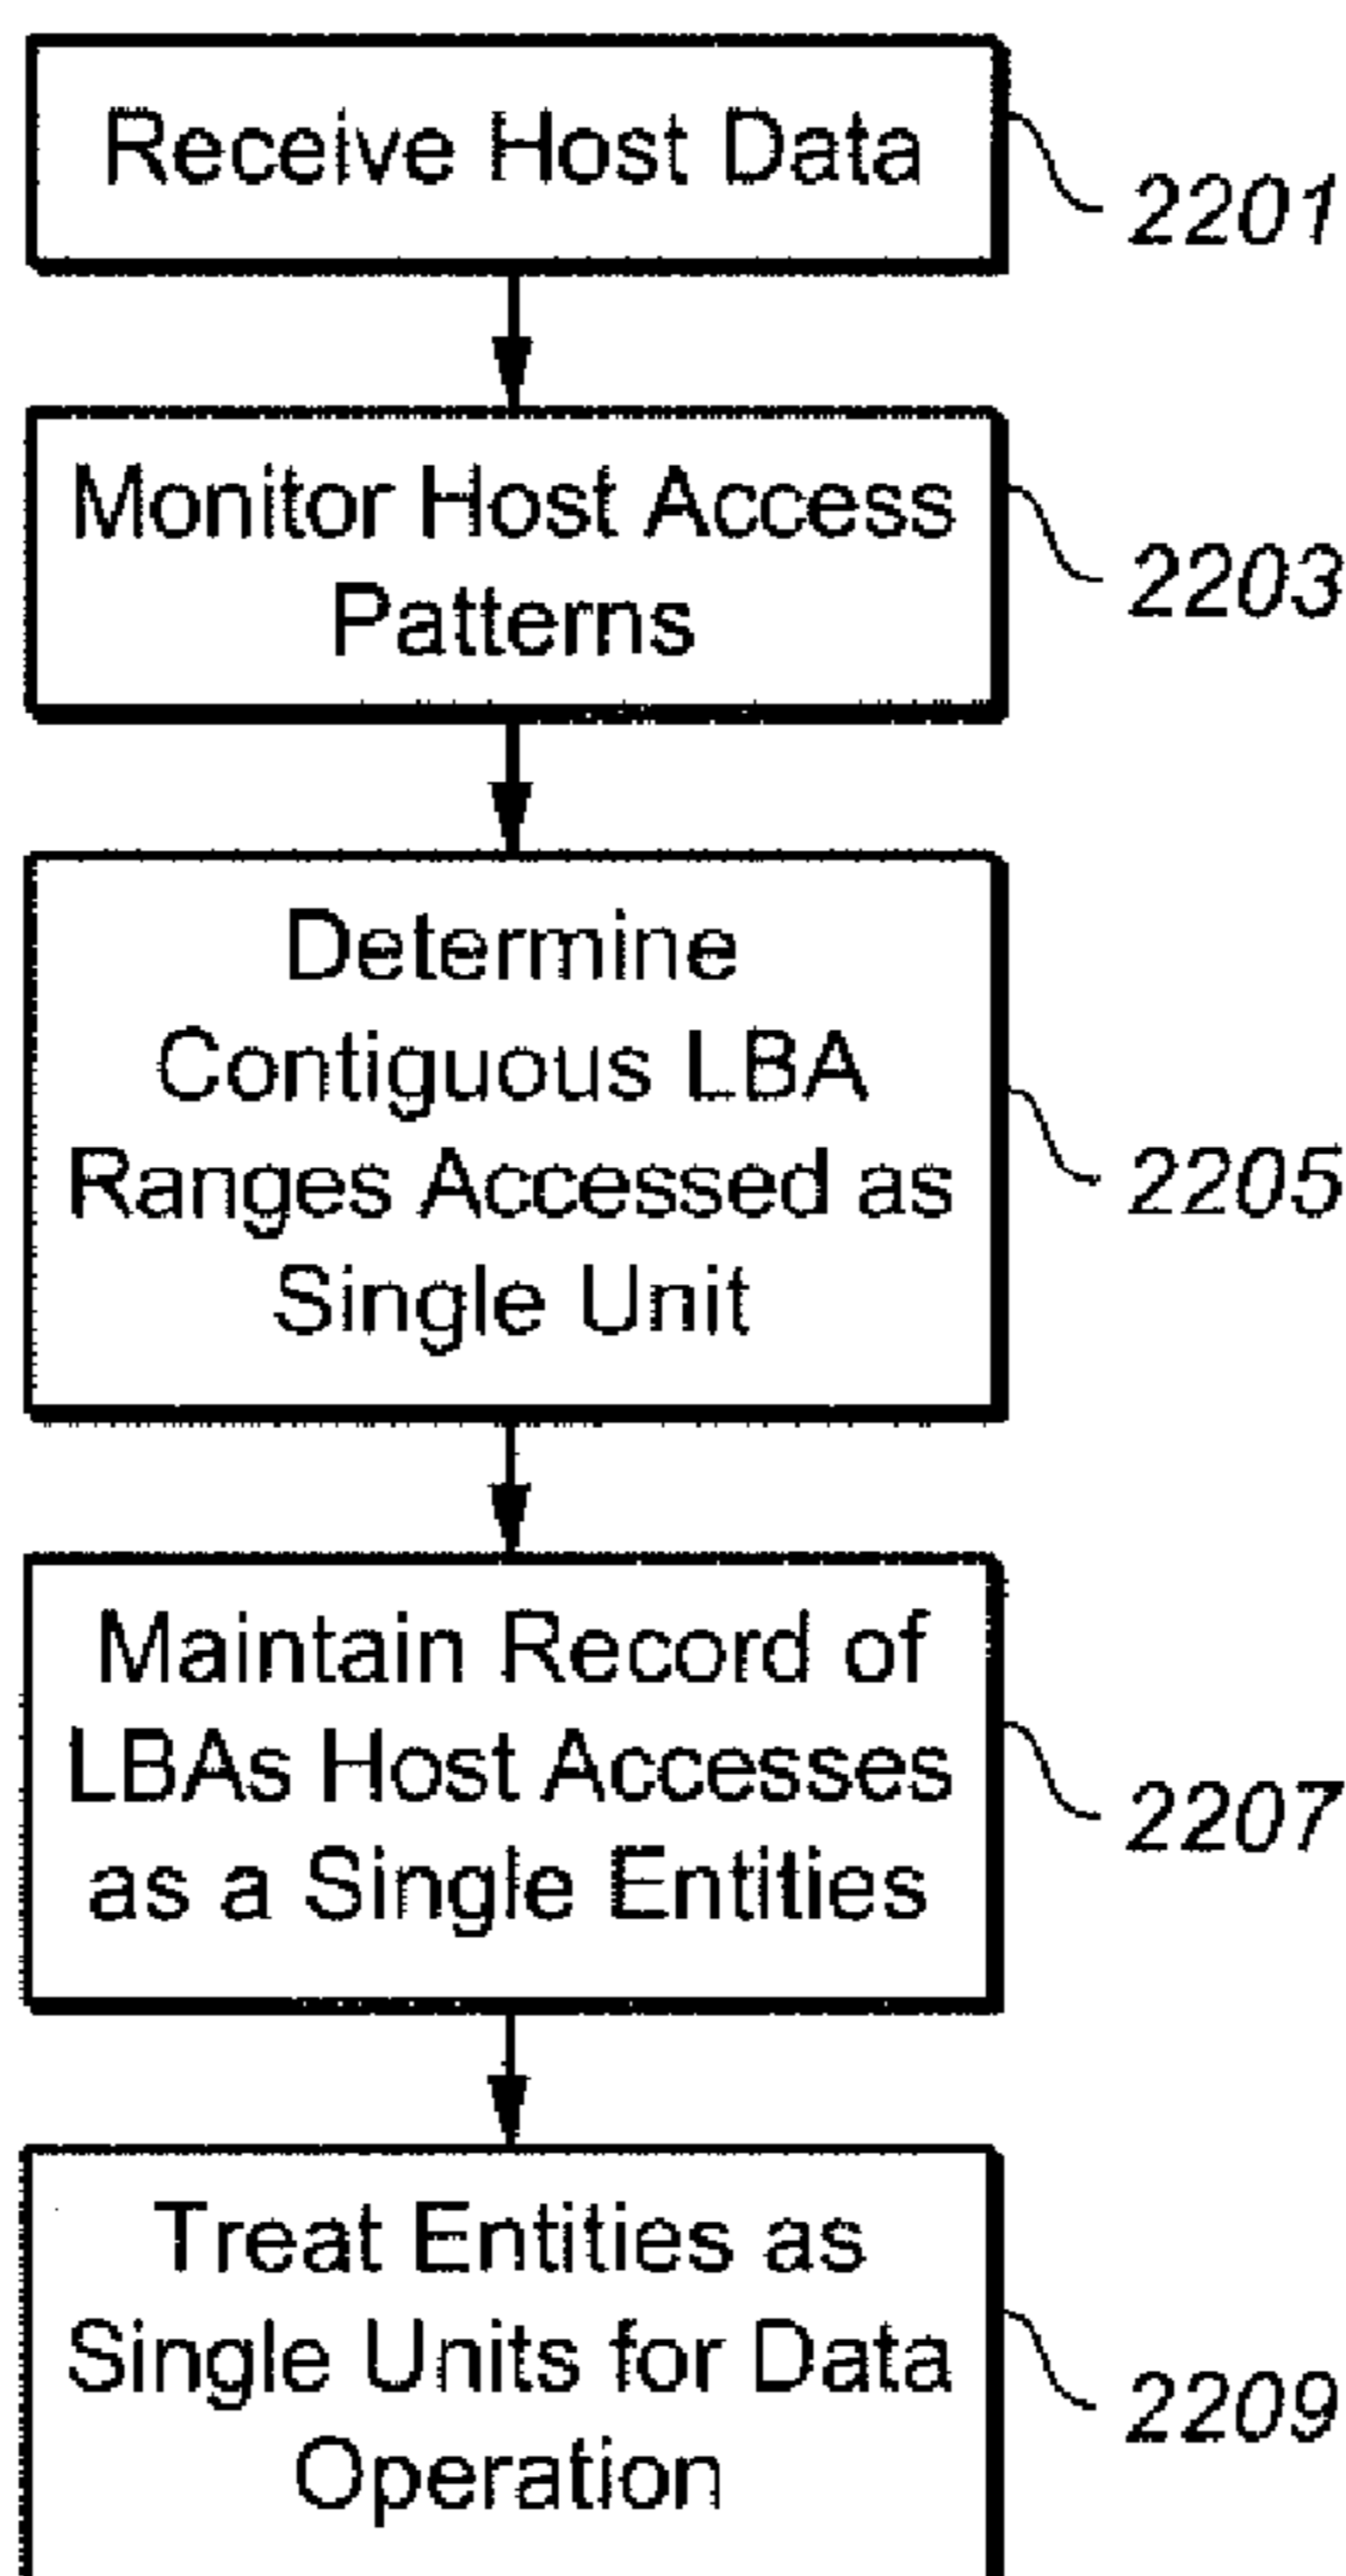 Receive Host Data
2201
Monitor Host Access
Patterns
2203
Determine
Contiguous LBA
Ranges Accessed as
Single Unit
2205
Maintain Record of
LBAs Host Accesses
as a Single Entities
2207
Treat Entities as
Single Units for Data
Operation
2209